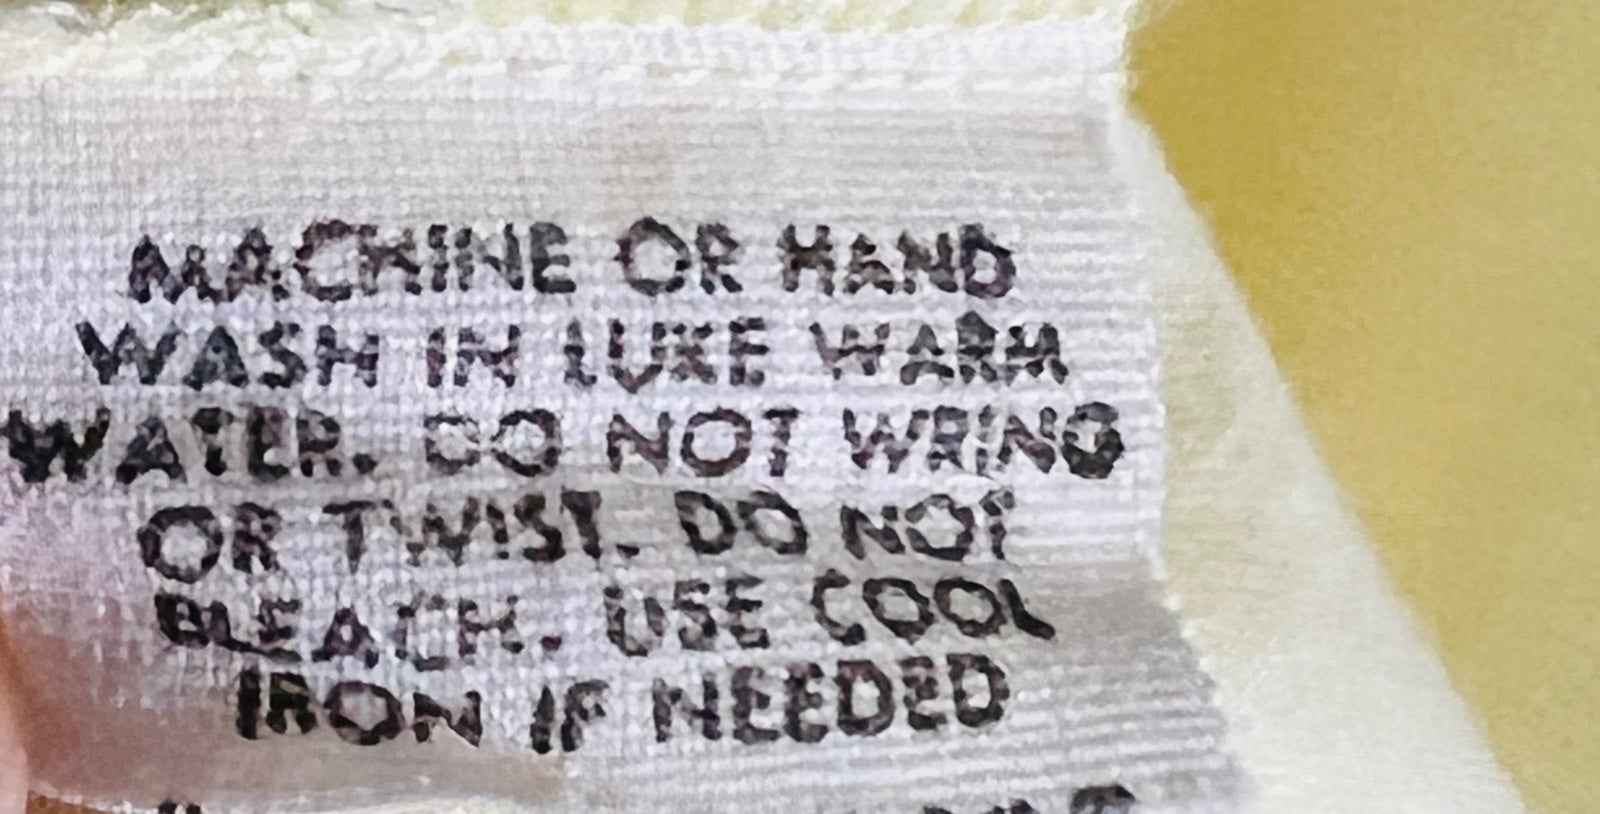 MACHINE OR HAND
WASH IN LUKE WARM
WATER. DO NOT WRING
OR TWIST. DO NOT
BLEACH. USE COOL
IRON IF NEEDED